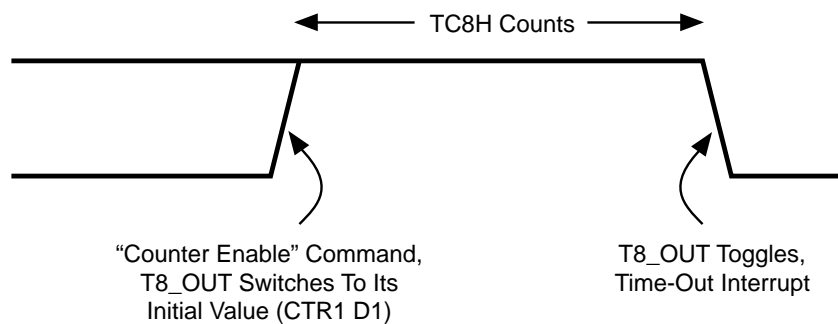 TC8H Counts
“Counter Enable” Command,
T8_OUT Switches To Its
Initial Value (CTR1 D1)
T8_OUT Toggles,
Time-Out Interrupt